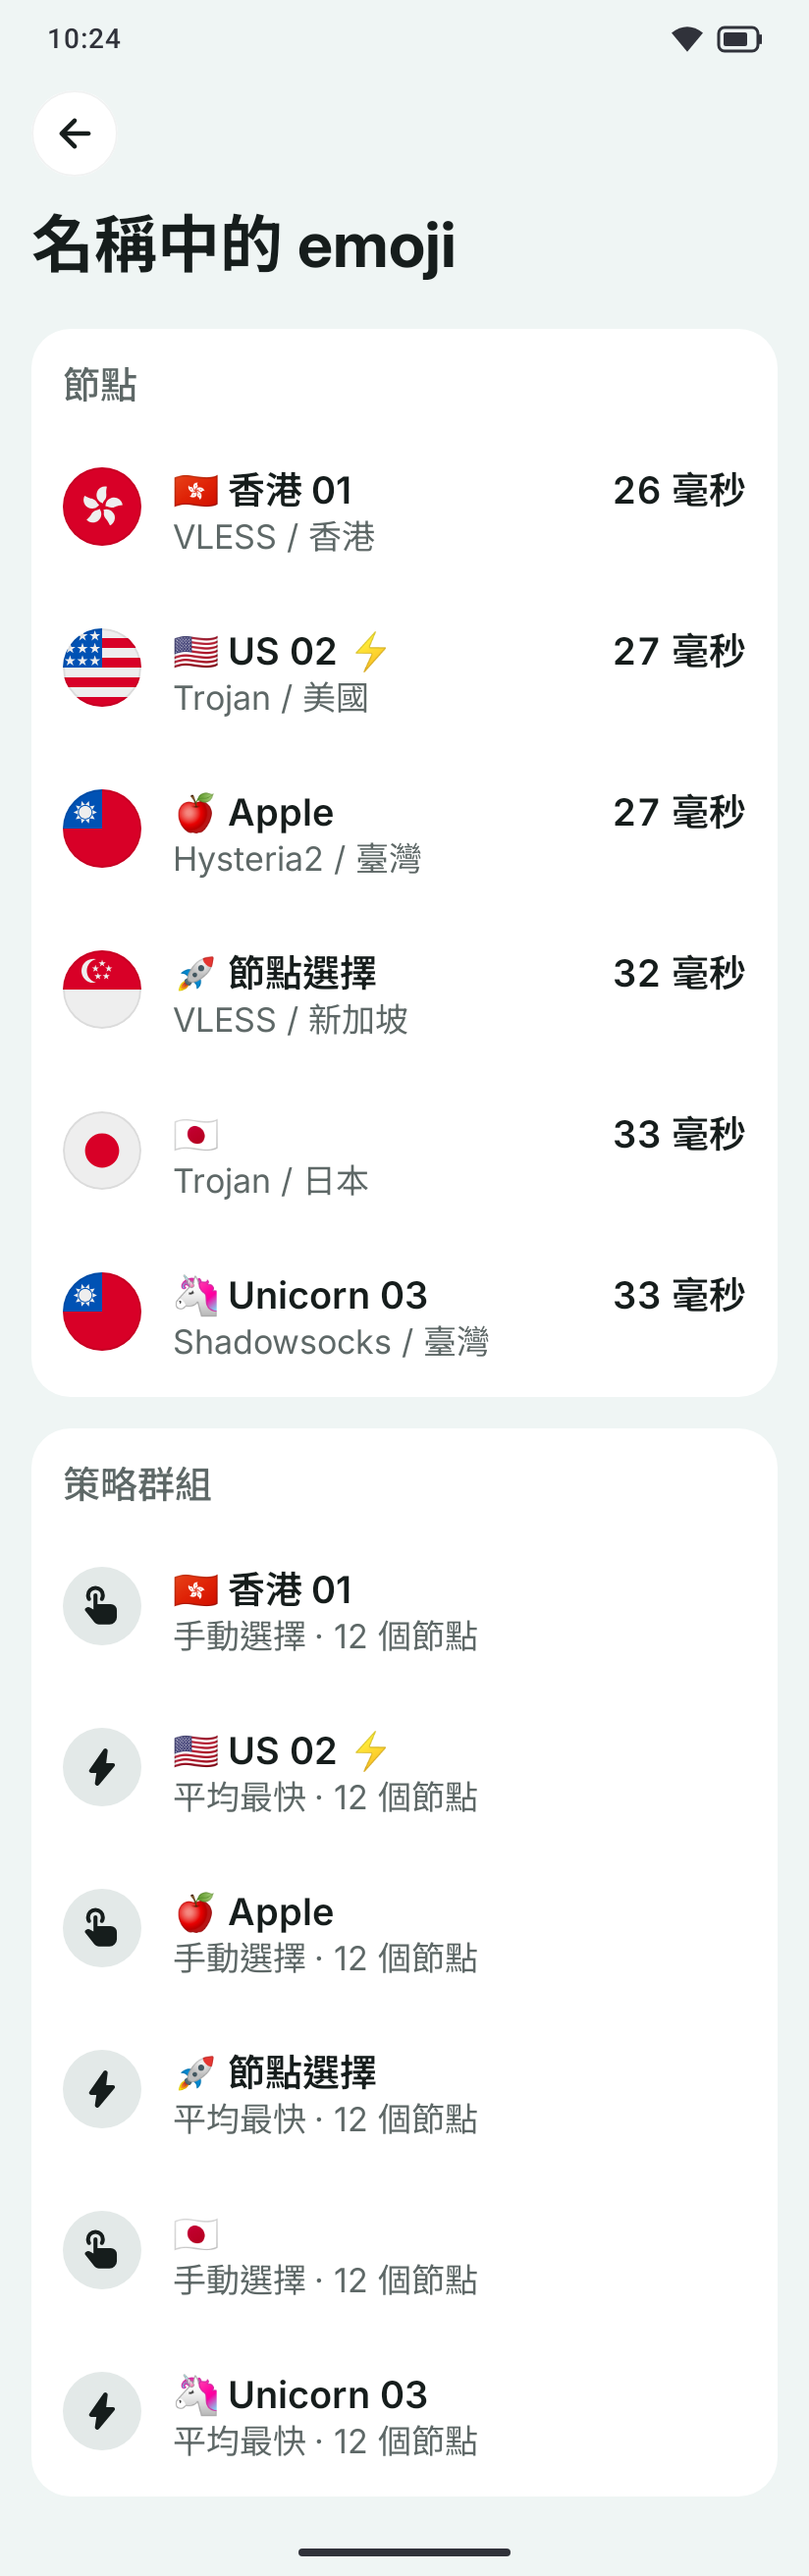 10:24
名稱中的 emoji
節點
🇭🇰 香港 01
26 毫秒
VLESS / 香港
🇺🇸 US 02 ⚡
27 毫秒
Trojan / 美國
🍎 Apple
27 毫秒
Hysteria2 / 臺灣
🚀 節點選擇
32 毫秒
VLESS / 新加坡
🇯🇵
33 毫秒
Trojan / 日本
🦄 Unicorn 03
33 毫秒
Shadowsocks / 臺灣
策略群組
🇭🇰 香港 01
手動選擇 · 12 個節點
🇺🇸 US 02 ⚡
平均最快 · 12 個節點
🍎 Apple
手動選擇 · 12 個節點
🚀 節點選擇
平均最快 · 12 個節點
🇯🇵
手動選擇 · 12 個節點
🦄 Unicorn 03
平均最快 · 12 個節點